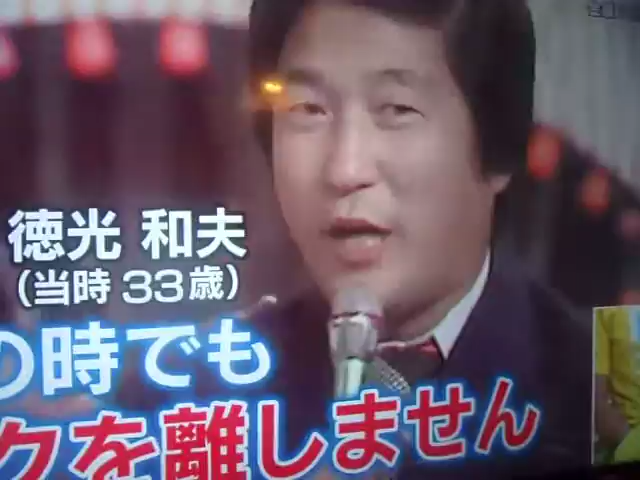 徳光 和夫
（当時 33歳）
の時でも
クを離しません